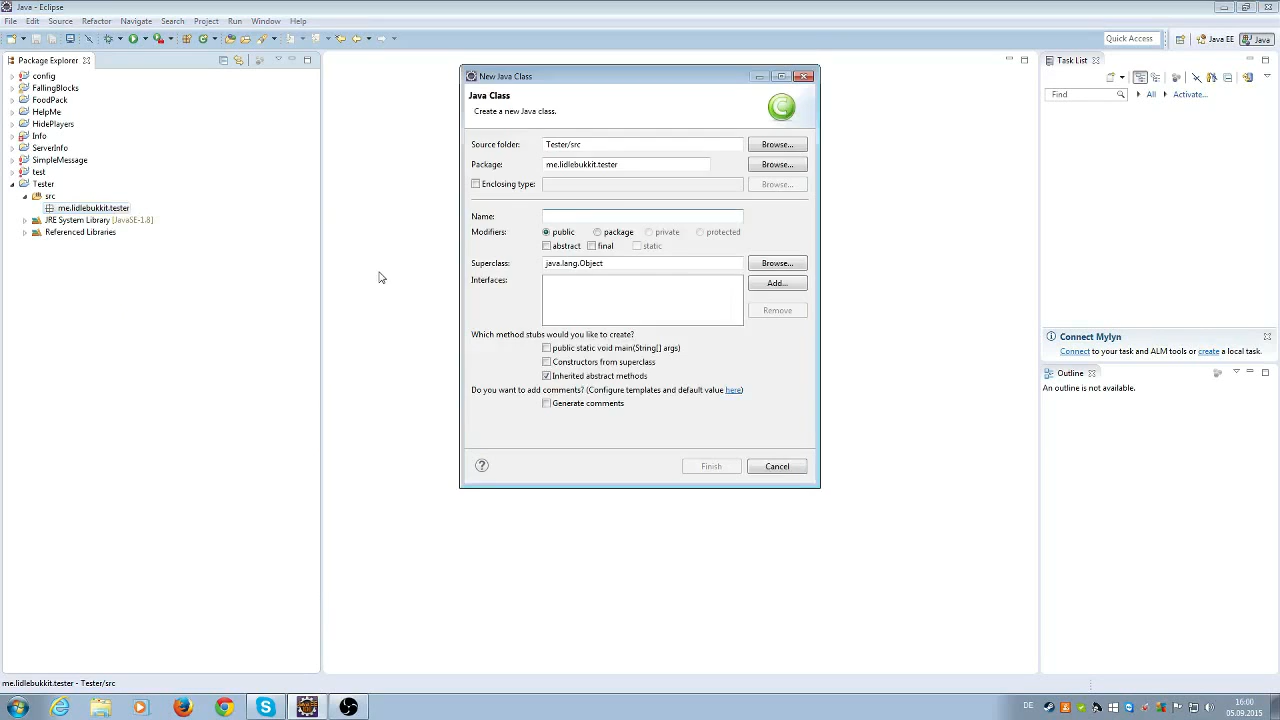 Java - Eclipse
File Edit Source Refactor Navigate Search Project Run Window Help
Quick Access
Java EE
Java
Package Explorer
config
FallingBlocks
FoodPack
HelpMe
HidePlayers
Info
ServerInfo
SimpleMessage
test
Tester
src
me.lidlebukkit.tester
JRE System Library [JavaSE-1.8]
Referenced Libraries
New Java Class
Java Class
Create a new Java class.
Source folder: Tester/src Browse...
Package: me.lidlebukkit.tester Browse...
Enclosing type: Browse...
Name:
Modifiers: public package private protected
abstract final static
Superclass: java.lang.Object Browse...
Interfaces: Add...
Remove
Which method stubs would you like to create?
public static void main(String[] args)
Constructors from superclass
Inherited abstract methods
Do you want to add comments? (Configure templates and default value here)
Generate comments
Finish Cancel
Task List
Find All Activate...
Connect Mylyn
Connect to your task and ALM tools or create a local task.
Outline
An outline is not available.
me.lidlebukkit.tester - Tester/src
DE
16:00
05.09.2015